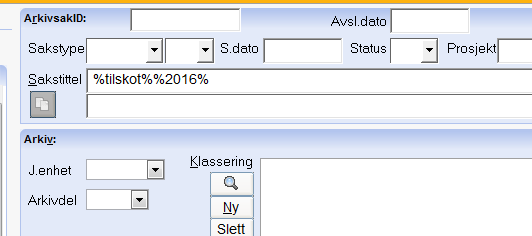 ArkivsakID: Avsl.dato
Sakstype S.dato Status Prosjekt
Sakstittel %tilskot%%2016%
Arkiv:
J.enhet Klassering
Arkivdel
Ny
Slett